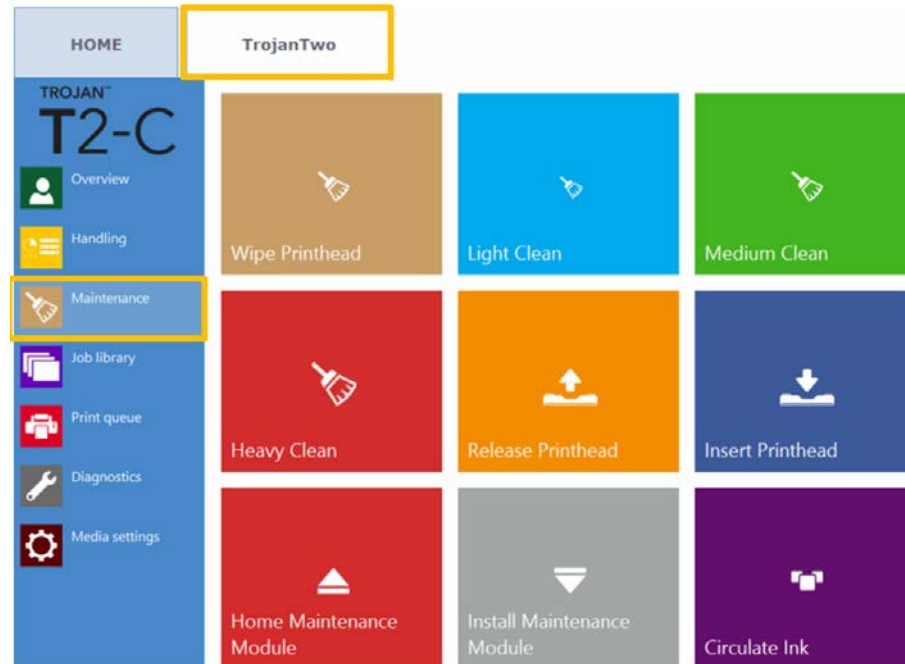 HOME
TrojanTwo
TROJAN™
T2-C
Overview
Handling
Maintenance
Job library
Print queue
Diagnostics
Media settings
Wipe Printhead
Light Clean
Medium Clean
Heavy Clean
Release Printhead
Insert Printhead
Home Maintenance
Module
Install Maintenance
Module
Circulate Ink